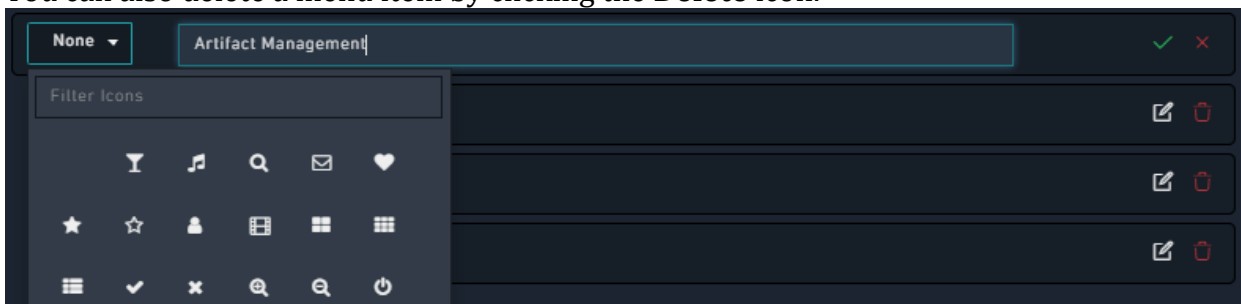 You can also delete a menu item by clicking the Delete icon.
None
Artifact Management
Filter Icons